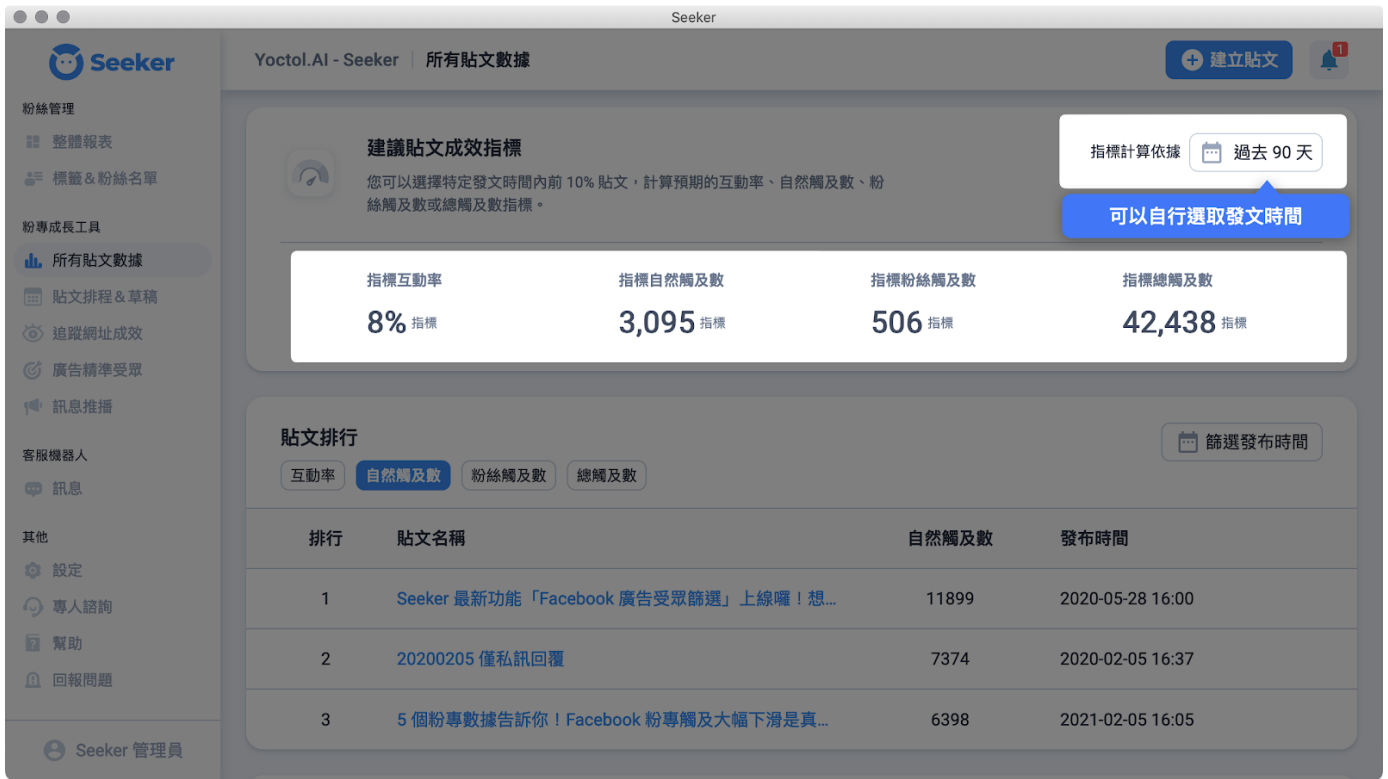 Seeker
Seeker
粉絲管理
整體報表
標籤＆粉絲名單
粉專成長工具
所有貼文數據
貼文排程＆草稿
追蹤網址成效
廣告精準受眾
訊息推播
客服機器人
訊息
其他
設定
專人諮詢
幫助
回報問題
Seeker 管理員
Yoctol.AI - Seeker
所有貼文數據
建立貼文
1
建議貼文成效指標
您可以選擇特定發文時間內前 10% 貼文，計算預期的互動率、自然觸及數、粉
絲觸及數或總觸及數指標。
指標計算依據
過去 90 天
可以自行選取發文時間
指標互動率 指標自然觸及數 指標粉絲觸及數 指標總觸及數
8% 指標 3,095 指標 506 指標 42,438 指標
貼文排行
篩選發布時間
互動率 自然觸及數 粉絲觸及數 總觸及數
排行 貼文名稱 自然觸及數 發布時間
1 Seeker 最新功能「Facebook 廣告受眾篩選」上線囉！想... 11899 2020-05-28 16:00
2 20200205 僅私訊回覆 7374 2020-02-05 16:37
3 5 個粉專數據告訴你！Facebook 粉專觸及大幅下滑是真... 6398 2021-02-05 16:05